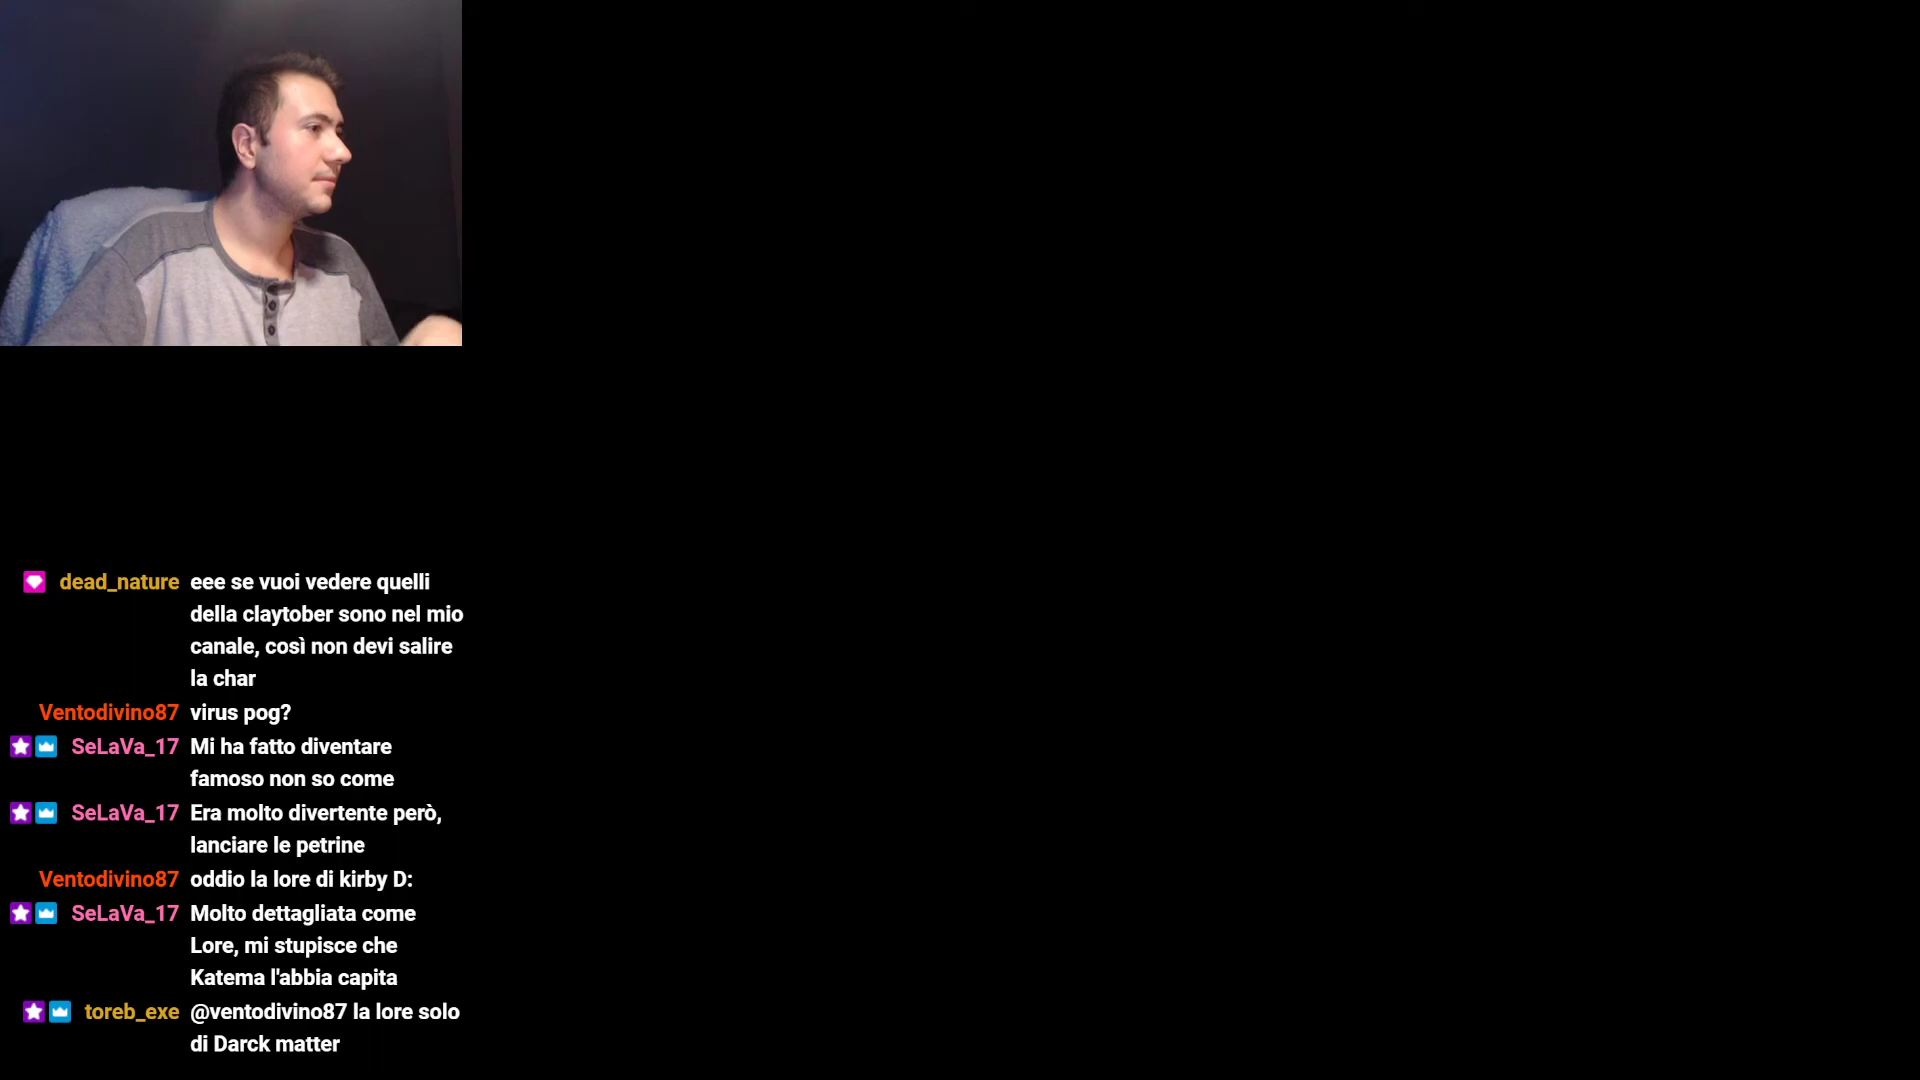 dead_nature eee se vuoi vedere quelli
della claytober sono nel mio
canale, così non devi salire
la char
Ventodivino87 virus pog?
SeLaVa_17 Mi ha fatto diventare
famoso non so come
SeLaVa_17 Era molto divertente però,
lanciare le petrine
Ventodivino87 oddio la lore di kirby D:
SeLaVa_17 Molto dettagliata come
Lore, mi stupisce che
Katema l'abbia capita
toreb_exe @ventodivino87 la lore solo
di Darck matter